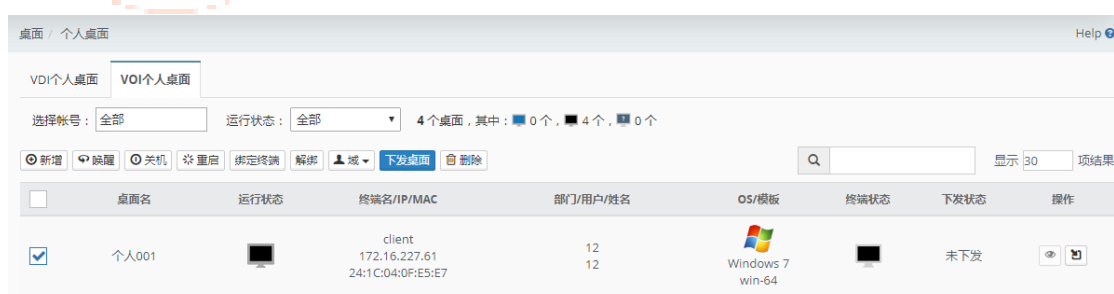 桌面 / 个人桌面 Help
VDI个人桌面 VOI个人桌面
选择帐号： 全部 运行状态： 全部 4个桌面，其中： 0个， 4个， 0个
新增 唤醒 关机 重启 绑定终端 解绑 域 下发桌面 删除 显示 30 项结果
桌面名 运行状态 终端名/IP/MAC 部门/用户/姓名 OS/模板 终端状态 下发状态 操作
client
个人001 172.16.227.61 12 Windows 7 未下发
24:1C:04:0F:E5:E7 12 win-64